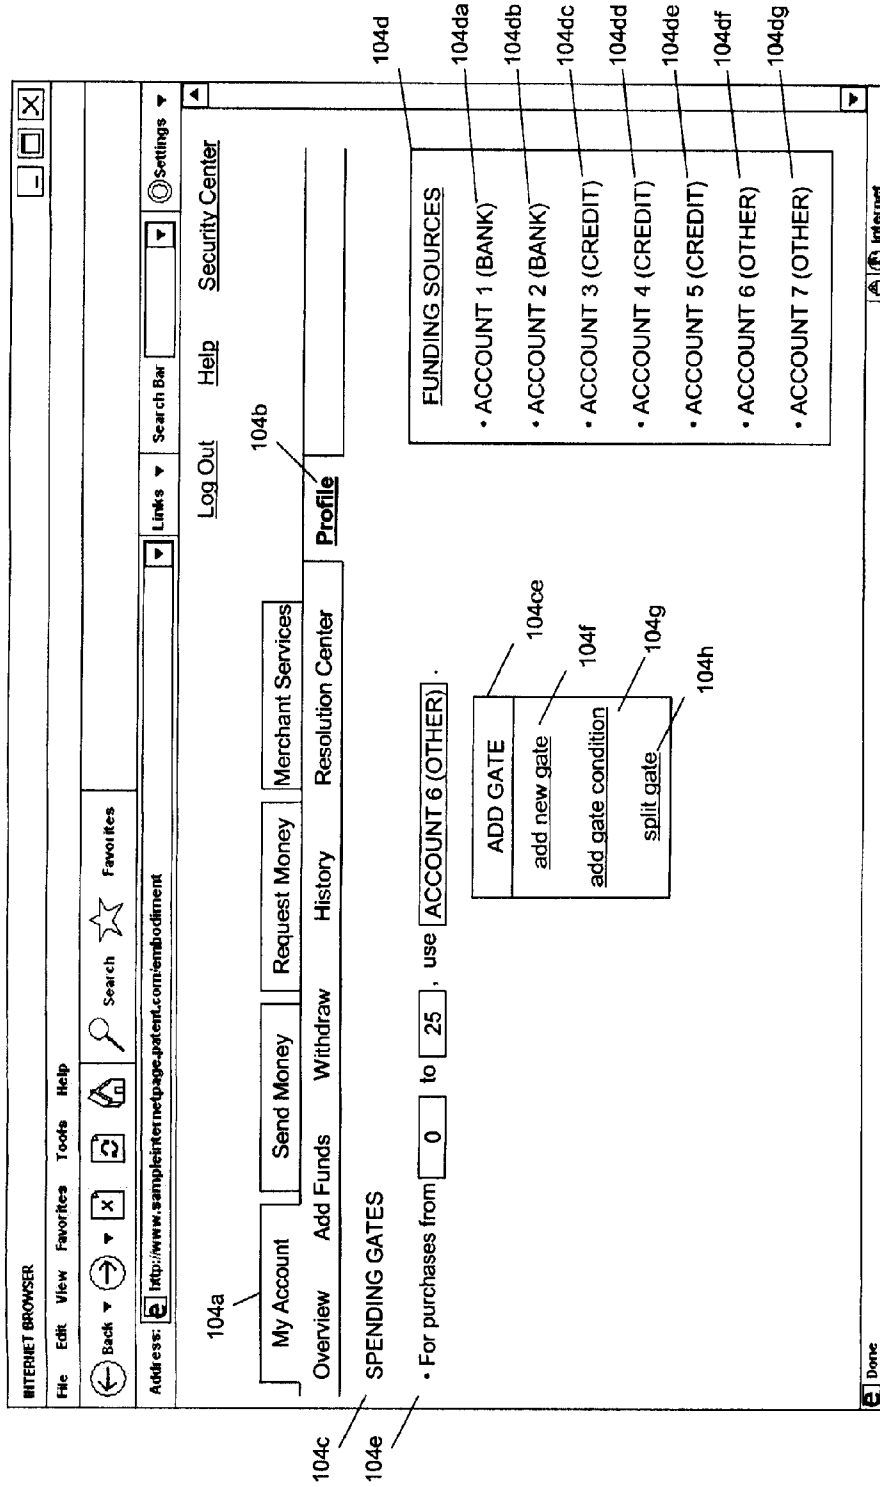 INTERNET BROWSER
File Edit View Favorites Tools Help
Back Search Favorites
Address: http://www.sampleinternetpage.patent.com/embodiment Links Search Bar Settings
Log Out Help Security Center
104a
My Account Send Money Request Money Merchant Services
104b
Overview Add Funds Withdraw History Resolution Center Profile
104c
SPENDING GATES
104e
• For purchases from 0 to 25 , use ACCOUNT 6 (OTHER) .
ADD GATE
104ce
add new gate
104f
add gate condition
104g
split gate
104h
104d
FUNDING SOURCES
• ACCOUNT 1 (BANK)
104da
• ACCOUNT 2 (BANK)
104db
• ACCOUNT 3 (CREDIT)
104dc
• ACCOUNT 4 (CREDIT)
104dd
• ACCOUNT 5 (CREDIT)
104de
• ACCOUNT 6 (OTHER)
104df
• ACCOUNT 7 (OTHER)
104dg
Done Internet